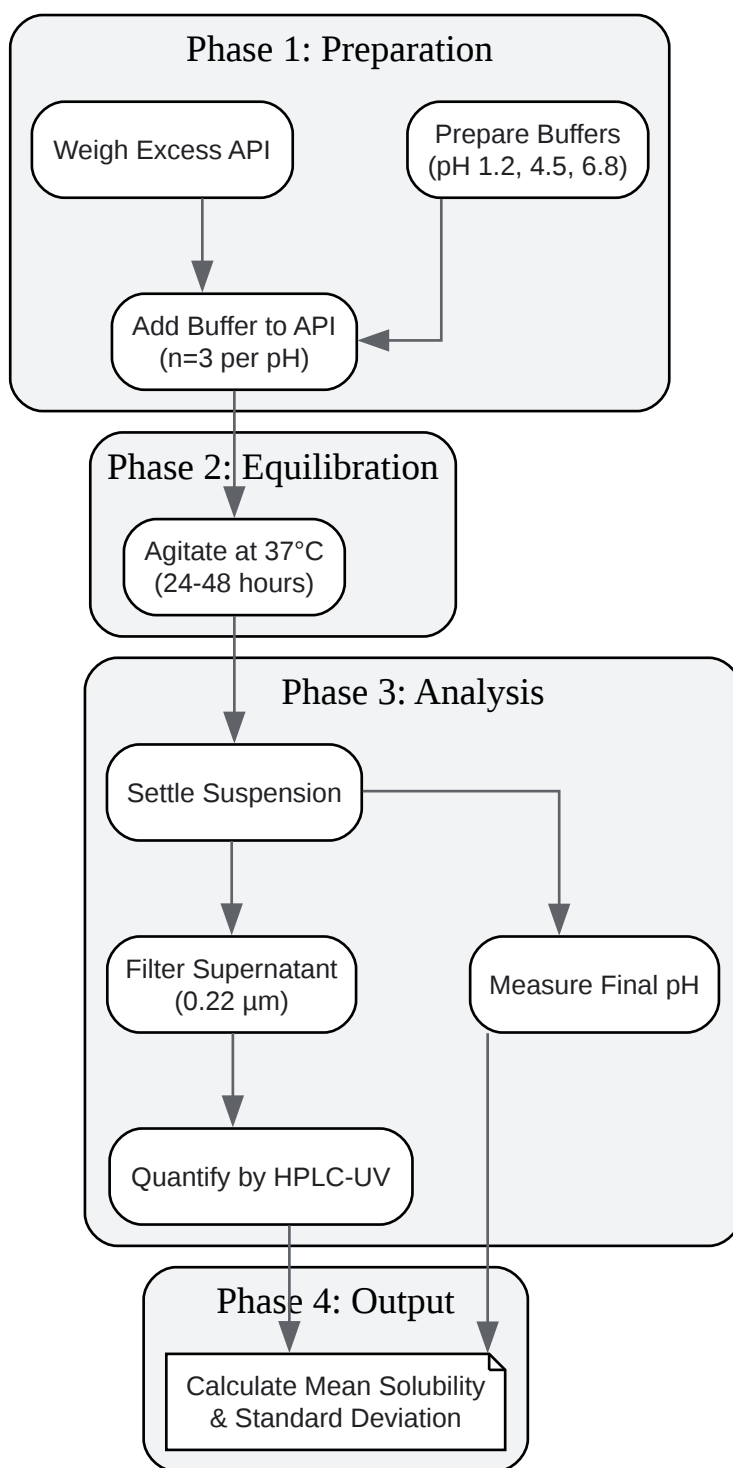 Phase 1: Preparation
Weigh Excess API
Prepare Buffers
(pH 1.2, 4.5, 6.8)
Add Buffer to API
(n=3 per pH)
Phase 2: Equilibration
Agitate at 37°C
(24-48 hours)
Phase 3: Analysis
Settle Suspension
Filter Supernatant
(0.22 µm)
Measure Final pH
Quantify by HPLC-UV
Phase 4: Output
Calculate Mean Solubility
& Standard Deviation